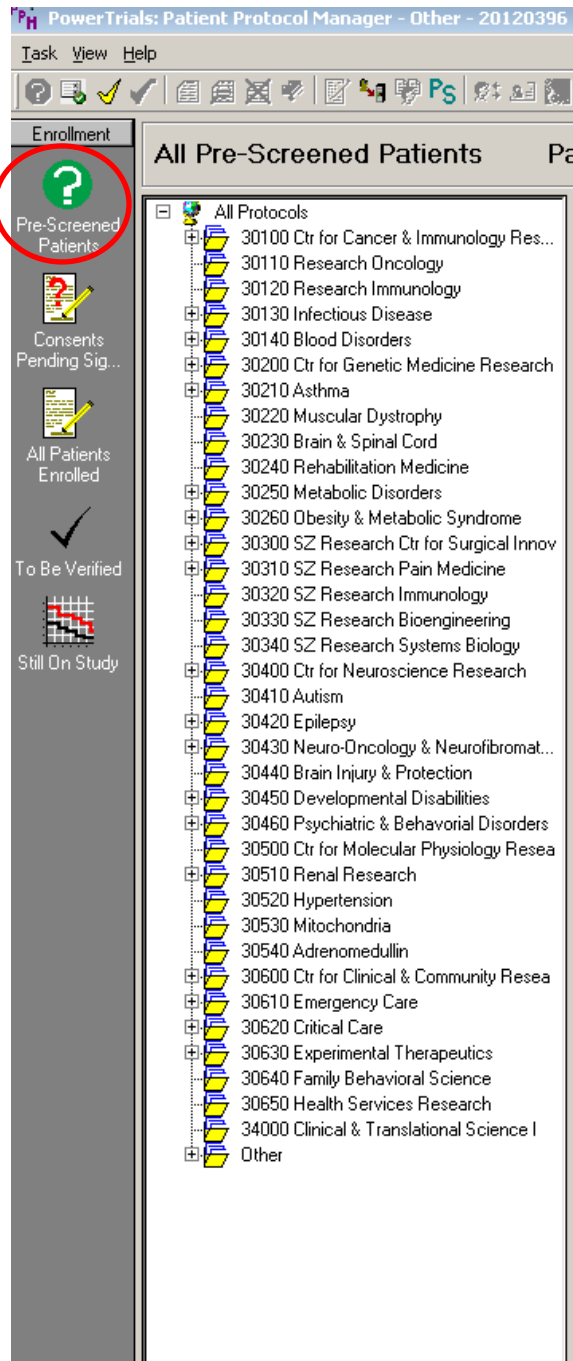 PH PowerTrials: Patient Protocol Manager - Other - 20120396
Task View Help
PS
Enrollment
All Pre-Screened Patients Pa
Pre-Screened
Patients
Consents
Pending Sig...
All Patients
Enrolled
To Be Verified
Still On Study
All Protocols
30100 Ctr for Cancer & Immunology Res...
30110 Research Oncology
30120 Research Immunology
30130 Infectious Disease
30140 Blood Disorders
30200 Ctr for Genetic Medicine Research
30210 Asthma
30220 Muscular Dystrophy
30230 Brain & Spinal Cord
30240 Rehabilitation Medicine
30250 Metabolic Disorders
30260 Obesity & Metabolic Syndrome
30300 SZ Research Ctr for Surgical Innov
30310 SZ Research Pain Medicine
30320 SZ Research Immunology
30330 SZ Research Bioengineering
30340 SZ Research Systems Biology
30400 Ctr for Neuroscience Research
30410 Autism
30420 Epilepsy
30430 Neuro-Oncology & Neurofibromat...
30440 Brain Injury & Protection
30450 Developmental Disabilities
30460 Psychiatric & Behavorial Disorders
30500 Ctr for Molecular Physiology Resea
30510 Renal Research
30520 Hypertension
30530 Mitochondria
30540 Adrenomedullin
30600 Ctr for Clinical & Community Resea
30610 Emergency Care
30620 Critical Care
30630 Experimental Therapeutics
30640 Family Behavioral Science
30650 Health Services Research
34000 Clinical & Translational Science I
Other